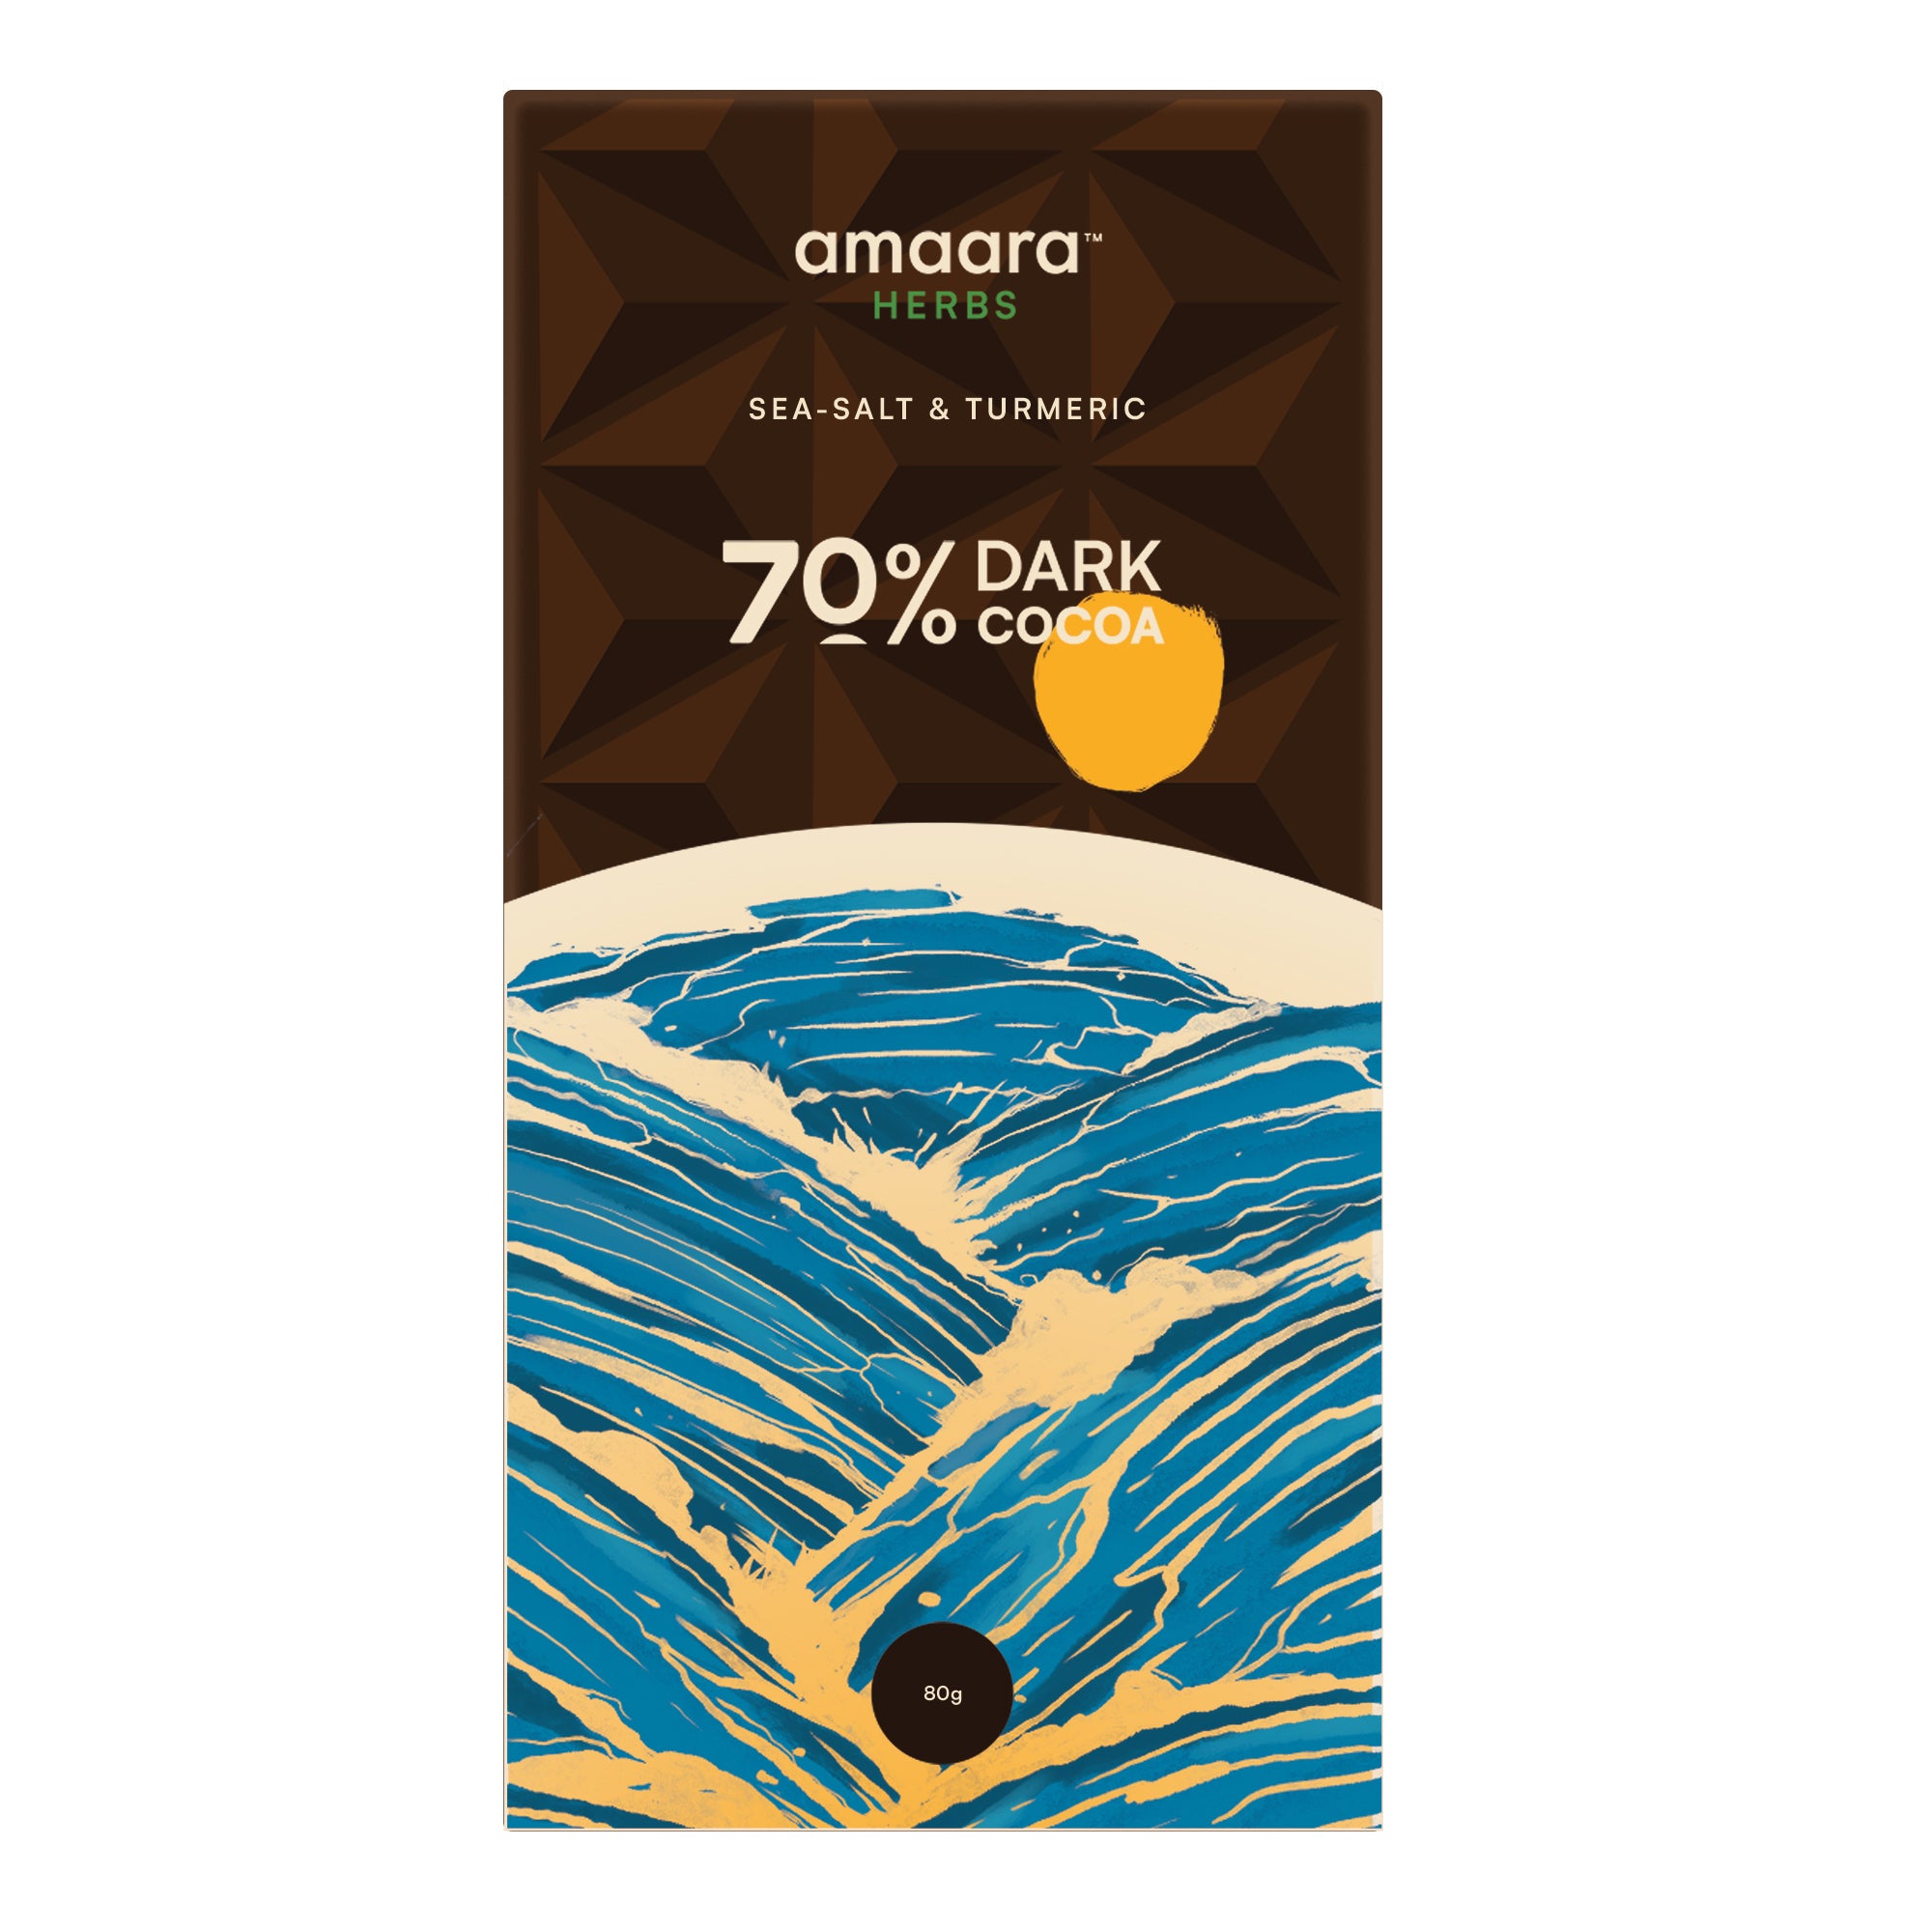 amaara™
HERBS
SEA-SALT & TURMERIC
70% DARK
COCOA
80g